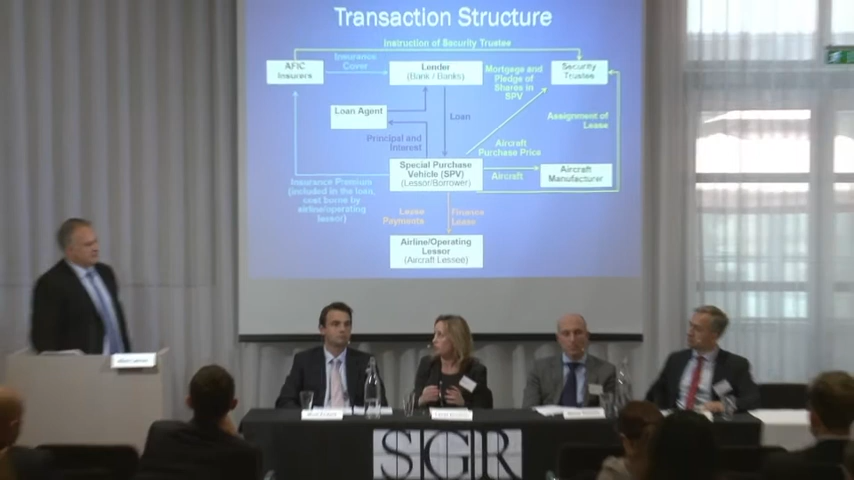 Transaction Structure
Instruction of Security Trustee
AFIC
Insurers
Insurance
Cover
Lender
(Bank / Banks)
Mortgage and
Pledge of
Shares in
SPV
Security
Trustee
Loan Agent
Loan
Assignment of
Lease
Principal and
Interest
Aircraft
Purchase Price
Special Purchase
Vehicle (SPV)
(Lessor/Borrower)
Aircraft
Aircraft
Manufacturer
Insurance Premium
(included in the loan,
cost borne by
airline/operating
lessor)
Lease
Payments
Finance
Lease
Airline/Operating
Lessor
(Aircraft Lessee)
SGR